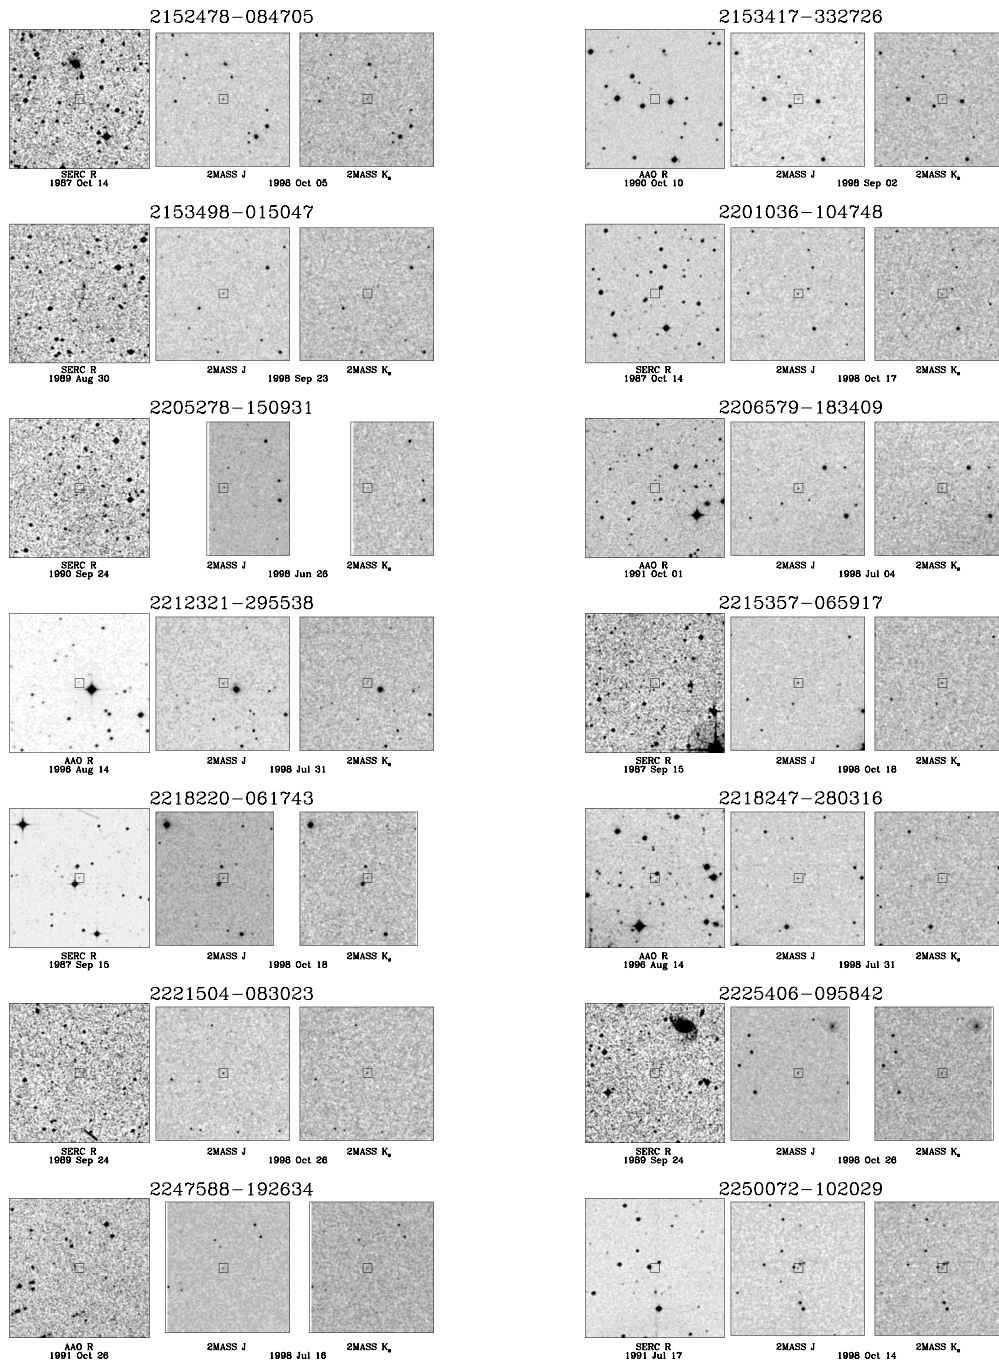 2152478−084705
SERC R
1987 Oct 14
2MASS J
1998 Oct 05
2MASS Ks
2153417−332726
AAO R
1990 Oct 10
2MASS J
1998 Sep 02
2MASS Ks
2153498−015047
SERC R
1989 Aug 30
2MASS J
1998 Sep 23
2MASS Ks
2201036−104748
SERC R
1987 Oct 14
2MASS J
1998 Oct 17
2MASS Ks
2205278−150931
SERC R
1990 Sep 24
2MASS J
1998 Jun 26
2MASS Ks
2206579−183409
AAO R
1991 Oct 01
2MASS J
1998 Jul 04
2MASS Ks
2212321−295538
AAO R
1996 Aug 14
2MASS J
1998 Jul 31
2MASS Ks
2215357−065917
SERC R
1987 Sep 15
2MASS J
1998 Oct 18
2MASS Ks
2218220−061743
SERC R
1987 Sep 15
2MASS J
1998 Oct 18
2MASS Ks
2218247−280316
AAO R
1996 Aug 14
2MASS J
1998 Jul 31
2MASS Ks
2221504−083023
SERC R
1989 Sep 24
2MASS J
1998 Oct 26
2MASS Ks
2225406−095842
SERC R
1989 Sep 24
2MASS J
1998 Oct 26
2MASS Ks
2247588−192634
AAO R
1991 Oct 26
2MASS J
1998 Jul 16
2MASS Ks
2250072−102029
SERC R
1991 Jul 17
2MASS J
1998 Oct 14
2MASS Ks